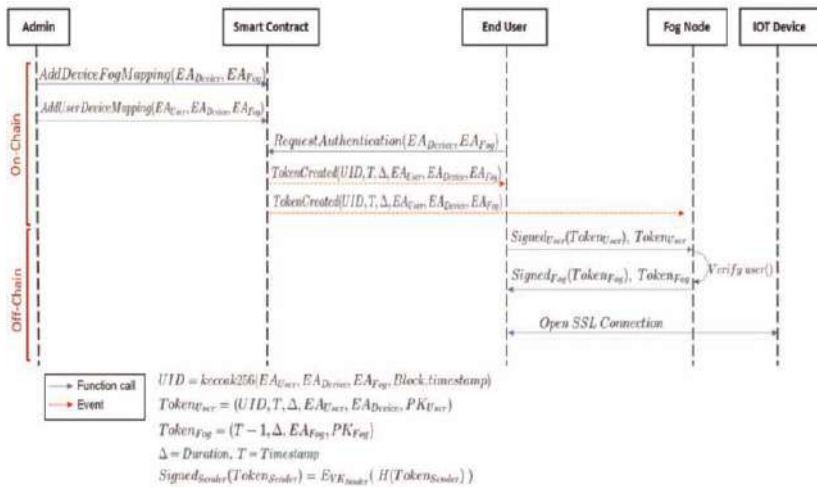 Admin
Smart Contract
End User
Fog Node
IOT Device
On-Chain
AddDeviceFogMapping(EA_Device, EA_Fog)
AddUserDeviceMapping(EA_User, EA_Device, EA_Fog)
RequestAuthentication(EA_Device, EA_Fog)
TokenCreated(UID, T, Δ, EA_User, EA_Device, EA_Fog)
TokenCreated(UID, T, Δ, EA_User, EA_Device, EA_Fog)
Off-Chain
Signed_User(Token_User), Token_User
Verify user()
Signed_Fog(Token_Fog), Token_Fog
Open SSL Connection
Function call
Event
UID = keccak256(EA_User, EA_Device, EA_Fog, Block.timestamp)
Token_User = (UID, T, Δ, EA_User, EA_Device, PK_User)
Token_Fog = (T − 1, Δ, EA_Fog, PK_Fog)
Δ = Duration, T = Timestamp
Signed_Sender(Token_Sender) = E_VK_Sender( H(Token_Sender) )